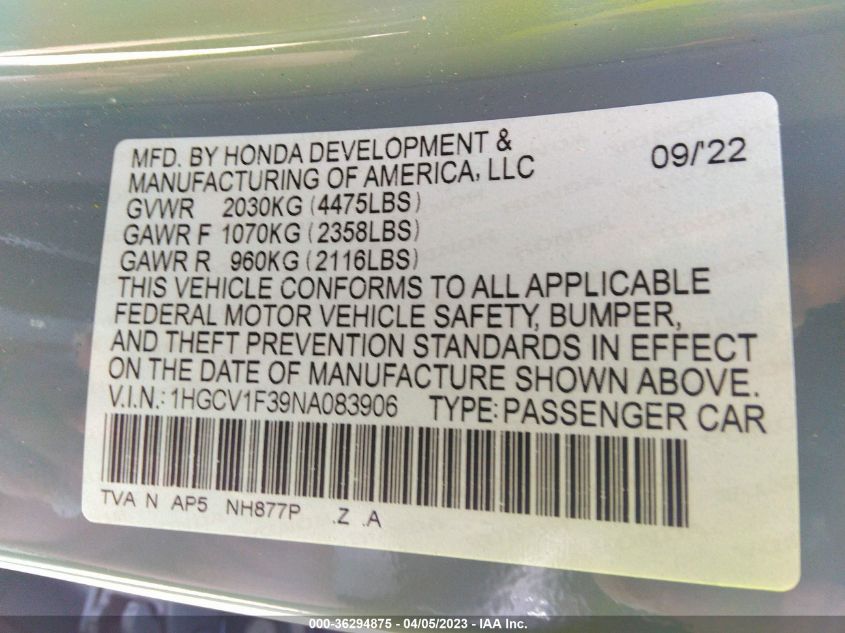 MFD. BY HONDA DEVELOPMENT &
MANUFACTURING OF AMERICA, LLC 09/'22
GVWR 2030KG (4475LBS)
GAWR F 1070KG (2358LBS)
GAWR R 960KG (2116LBS)
THIS VEHICLE CONFORMS TO ALL APPLICABLE
FEDERAL MOTOR VEHICLE SAFETY, BUMPER,
AND THEFT PREVENTION STANDARDS IN EFFECT
ON THE DATE OF MANUFACTURE SHOWN ABOVE.
V.I.N.: 1HGCV1F39NA083906 TYPE: PASSENGER CAR
TVA N AP5 NH877P .Z .A
000-36294875 - 04/05/2023 - IAA Inc.